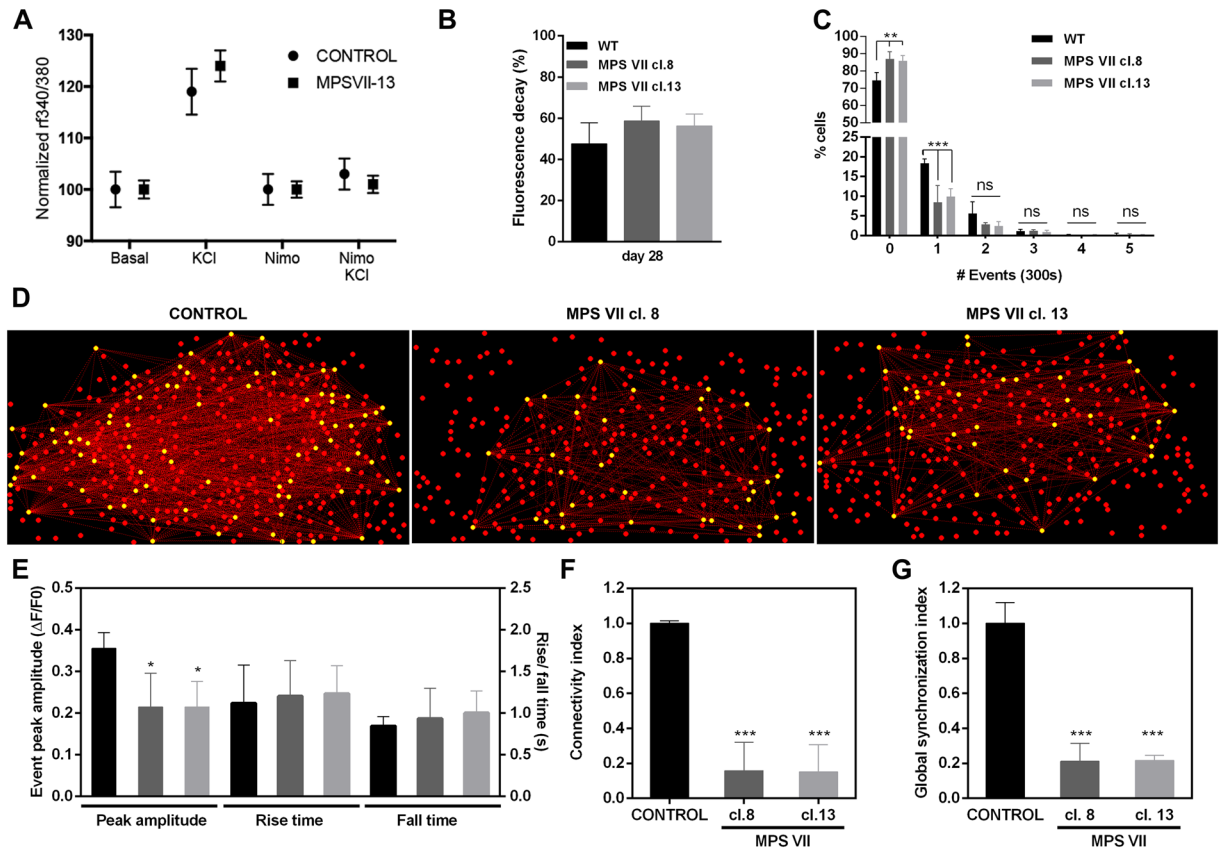 A
Normalized rf340/380
130
120
110
100
90
CONTROL
MPSVII-13
Basal
KCl
Nimo
Nimo
KCl
B
Fluorescence decay (%)
100
80
60
40
20
0
WT
MPS VII cl.8
MPS VII cl.13
day 28
C
% cells
100
90
80
70
60
50
25
20
15
10
5
0
**
***
ns
ns
ns
ns
WT
MPS VII cl.8
MPS VII cl.13
0 1 2 3 4 5
# Events (300s)
D
CONTROL
MPS VII cl. 8
MPS VII cl. 13
E
Event peak amplitude (ΔF/F0)
0.5
0.4
0.3
0.2
0.1
0.0
* *
2.5
2.0
1.5
1.0
0.5
0.0
Rise/ fall time (s)
Peak amplitude
Rise time
Fall time
F
Connectivity index
1.2
1.0
0.8
0.6
0.4
0.2
0.0
*** ***
CONTROL cl.8 cl.13
MPS VII
G
Global synchronization index
1.2
1.0
0.8
0.6
0.4
0.2
0.0
*** ***
CONTROL cl. 8 cl. 13
MPS VII